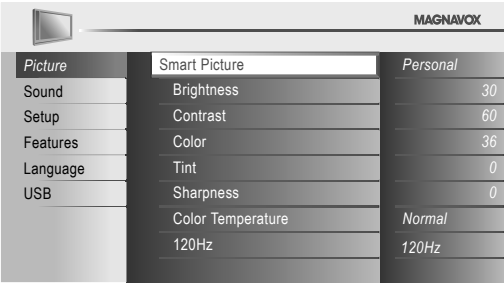 MAGNAVOX
Picture Smart Picture Personal
Sound Brightness 30
Setup Contrast 60
Features Color 36
Language Tint 0
USB Sharpness 0
Color Temperature Normal
120Hz 120Hz